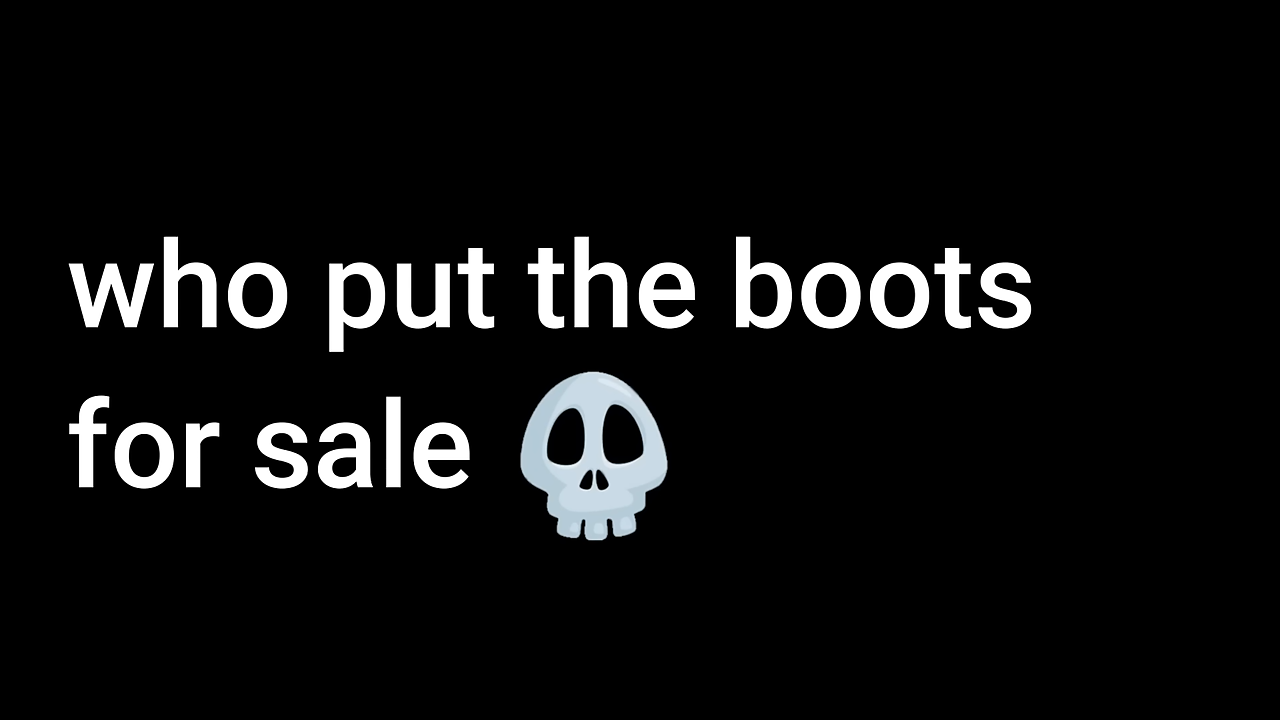 who put the boots
for sale 💀